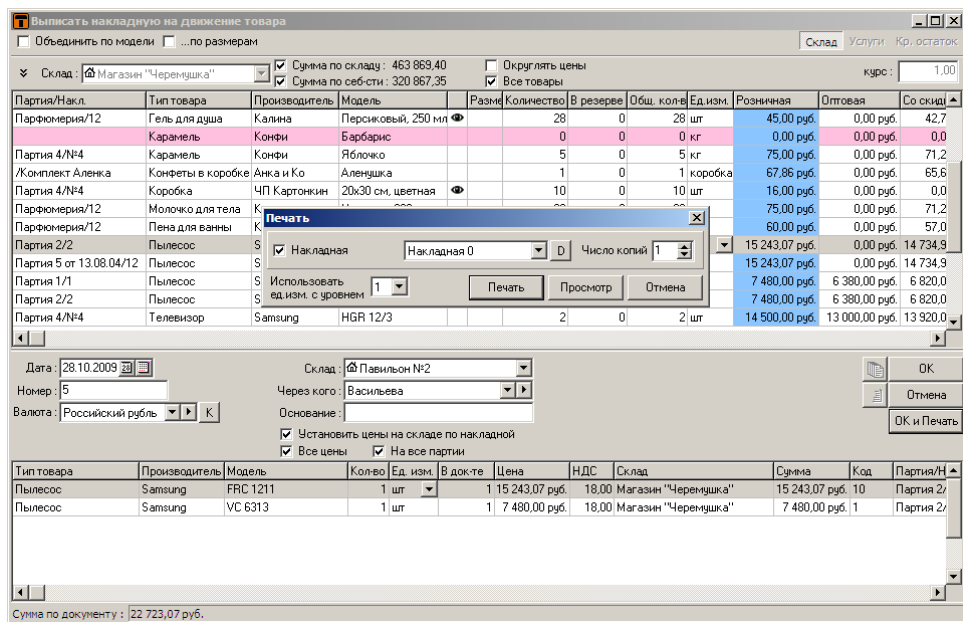 Выписать накладную на движение товара
Объединить по модели ...по размерам Склад Услуги Кр. остаток
Склад : Магазин "Черемушка" Сумма по складу : 463 869,40 Округлять цены курс : 1,00
Сумма по себ-сти : 320 867,35 Все товары
Партия/Накл. Тип товара Производитель Модель Разме Количество В резерве Общ. кол-в Ед.изм. Розничная Оптовая Со скид
Парфюмерия/12 Гель для душа Калина Персиковый, 250 мл 28 0 28 шт 45,00 руб. 0,00 руб. 42,7
Карамель Конфи Барбарис 0 0 0 кг 0,00 руб. 0,00 руб. 0,0
Партия 4/№4 Карамель Конфи Яблочко 5 0 5 кг 75,00 руб. 0,00 руб. 71,2
/Комплект Аленка Конфеты в коробке Анка и Ко Аленушка 1 0 1 коробка 67,86 руб. 0,00 руб. 65,6
Партия 4/№4 Коробка ЧП Картонкин 20х30 см, цветная 10 0 10 шт 16,00 руб. 0,00 руб. 0,0
Парфюмерия/12 Молочко для тела 75,00 руб. 0,00 руб. 71,2
Парфюмерия/12 Пена для ванны 60,00 руб. 0,00 руб. 57,0
Партия 2/2 Пылесос S 15 243,07 руб. 0,00 руб. 14 734,9
Партия 5 от 13.08.04/12 Пылесос S 15 243,07 руб. 0,00 руб. 14 734,9
Партия 1/1 Пылесос S 7 480,00 руб. 6 380,00 руб. 6 820,0
Партия 2/2 Пылесос S 7 480,00 руб. 6 380,00 руб. 6 820,0
Партия 4/№4 Телевизор Samsung HGR 12/3 2 0 2 шт 14 500,00 руб. 13 000,00 руб. 13 920,0
Печать
Накладная Накладная 0 D Число копий 1
Использовать
ед.изм. с уровнем 1 Печать Просмотр Отмена
Дата : 28.10.2009 Склад : Павильон №2 OK
Номер : 5 Через кого : Васильева Отмена
Валюта : Российский рубль К Основание : OK и Печать
Установить цены на складе по накладной
Все цены На все партии
Тип товара Производитель Модель Кол-во Ед. изм. В док-те Цена НДС Склад Сумма Код Партия/Н
Пылесос Samsung FRC 1211 1 шт 1 15 243,07 руб. 18,00 Магазин "Черемушка" 15 243,07 руб. 10 Партия 2/
Пылесос Samsung VC 6313 1 шт 1 7 480,00 руб. 18,00 Магазин "Черемушка" 7 480,00 руб. 1 Партия 2/
Сумма по документу : 22 723,07 руб.